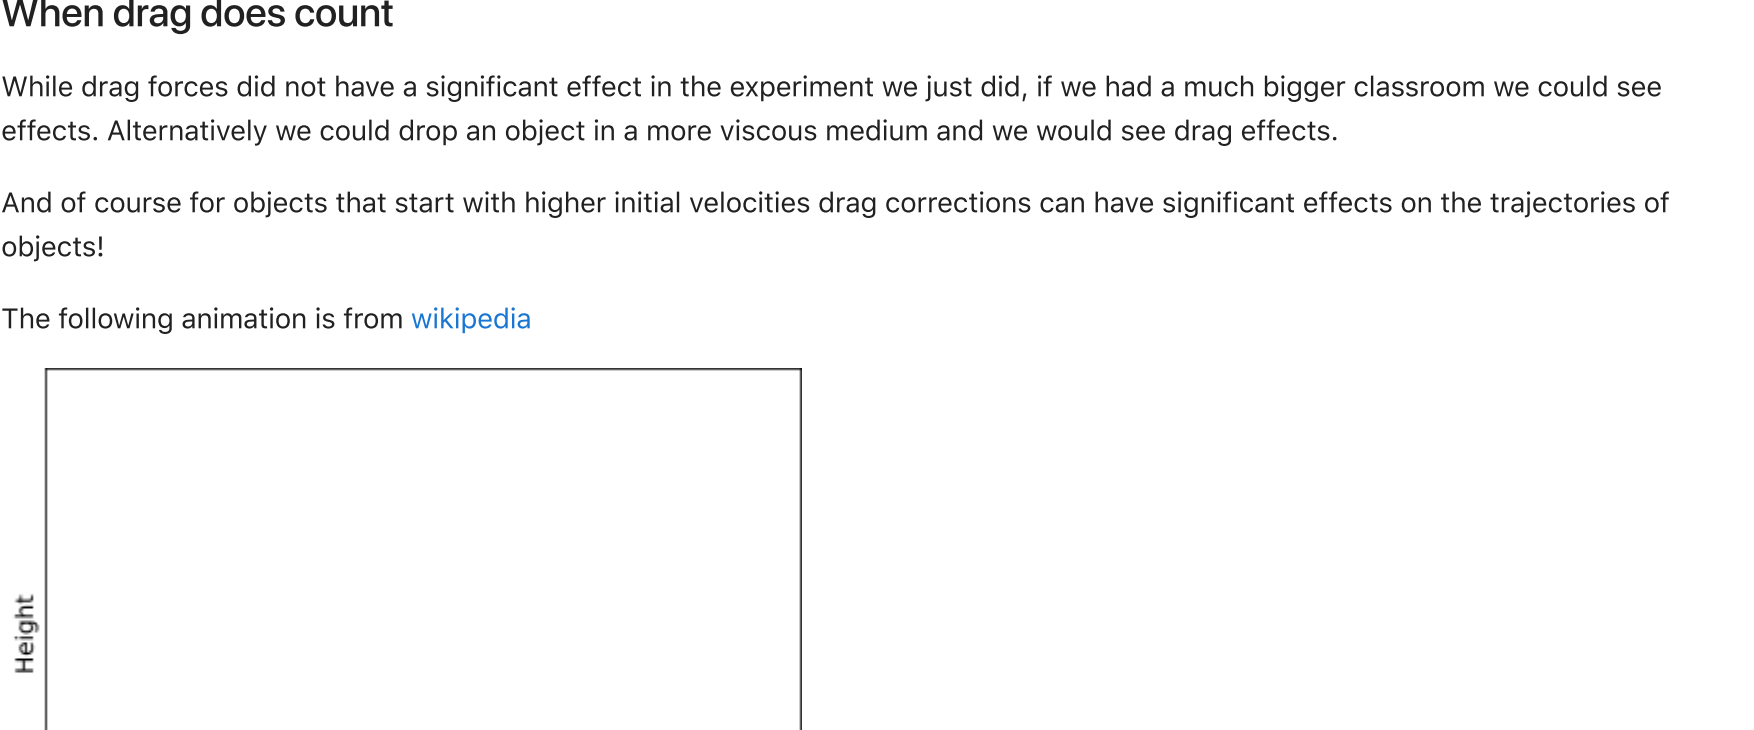 When drag does count
While drag forces did not have a significant effect in the experiment we just did, if we had a much bigger classroom we could see
effects. Alternatively we could drop an object in a more viscous medium and we would see drag effects.
And of course for objects that start with higher initial velocities drag corrections can have significant effects on the trajectories of
objects!
The following animation is from wikipedia
Height